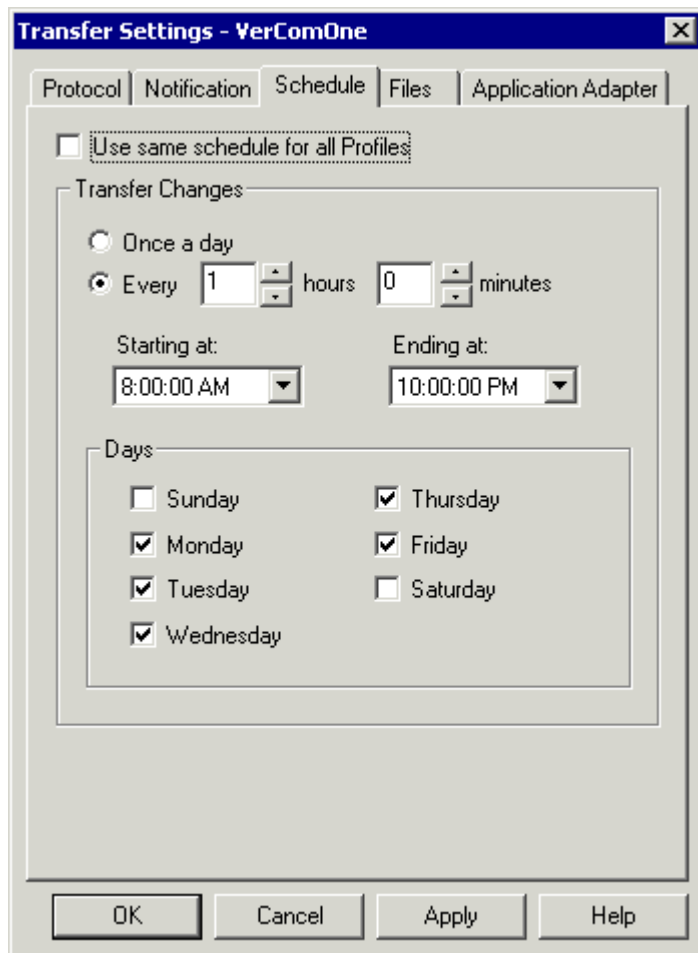 Transfer Settings - VerComOne
Protocol Notification Schedule Files Application Adapter
Use same schedule for all Profiles
Transfer Changes
Once a day
Every 1 hours 0 minutes
Starting at: Ending at:
8:00:00 AM 10:00:00 PM
Days
Sunday Thursday
Monday Friday
Tuesday Saturday
Wednesday
OK Cancel Apply Help